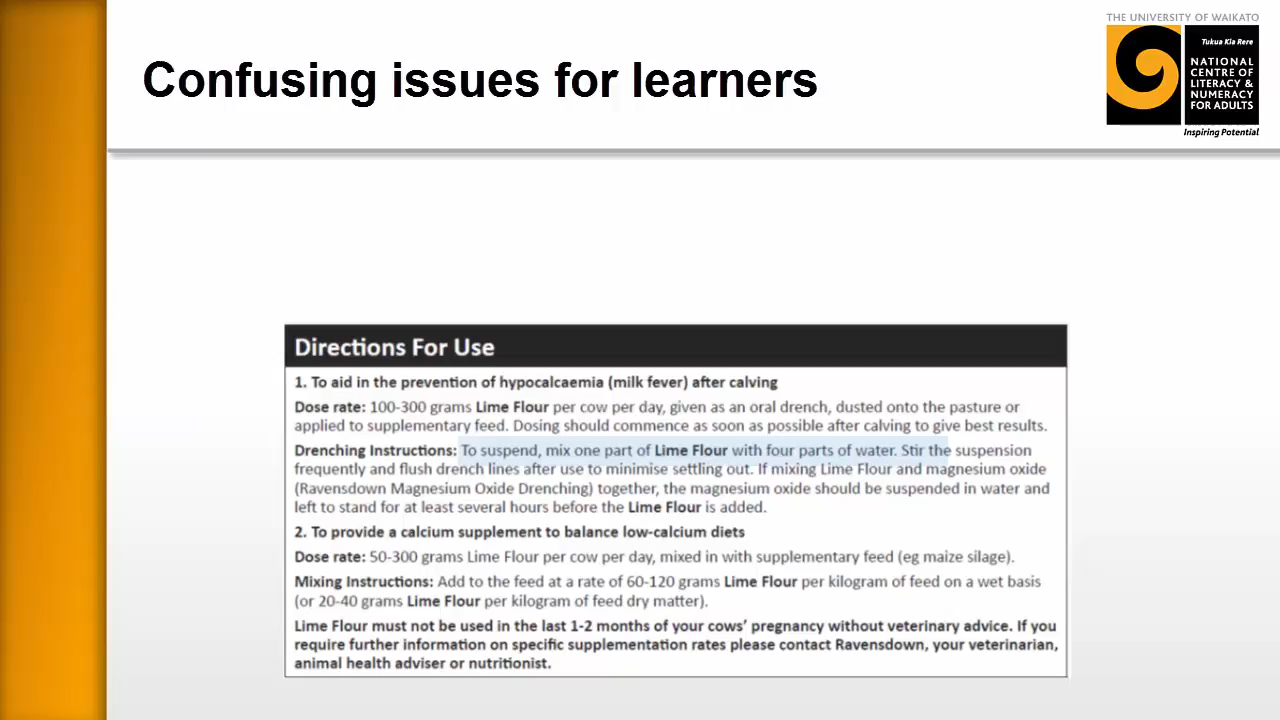 THE UNIVERSITY OF WAIKATO
Tukua Kia Rere
NATIONAL
CENTRE OF
LITERACY &
NUMERACY
FOR ADULTS
Inspiring Potential
Confusing issues for learners
Directions For Use
1. To aid in the prevention of hypocalcaemia (milk fever) after calving
Dose rate: 100-300 grams Lime Flour per cow per day, given as an oral drench, dusted onto the pasture or
applied to supplementary feed. Dosing should commence as soon as possible after calving to give best results.
Drenching Instructions: To suspend, mix one part of Lime Flour with four parts of water. Stir the suspension
frequently and flush drench lines after use to minimise settling out. If mixing Lime Flour and magnesium oxide
(Ravensdown Magnesium Oxide Drenching) together, the magnesium oxide should be suspended in water and
left to stand for at least several hours before the Lime Flour is added.
2. To provide a calcium supplement to balance low-calcium diets
Dose rate: 50-300 grams Lime Flour per cow per day, mixed in with supplementary feed (eg maize silage).
Mixing Instructions: Add to the feed at a rate of 60-120 grams Lime Flour per kilogram of feed on a wet basis
(or 20-40 grams Lime Flour per kilogram of feed dry matter).
Lime Flour must not be used in the last 1-2 months of your cows' pregnancy without veterinary advice. If you
require further information on specific supplementation rates please contact Ravensdown, your veterinarian,
animal health adviser or nutritionist.